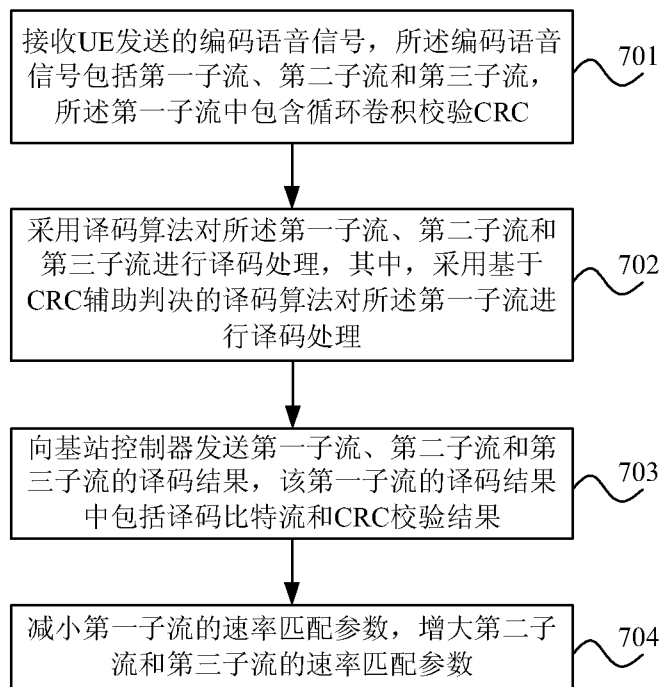 接收UE发送的编码语音信号，所述编码语音
信号包括第一子流、第二子流和第三子流，
所述第一子流中包含循环卷积校验CRC
701
采用译码算法对所述第一子流、第二子流和
第三子流进行译码处理，其中，采用基于
CRC辅助判决的译码算法对所述第一子流进
行译码处理
702
向基站控制器发送第一子流、第二子流和第
三子流的译码结果，该第一子流的译码结果
中包括译码比特流和CRC校验结果
703
减小第一子流的速率匹配参数，增大第二子
流和第三子流的速率匹配参数
704